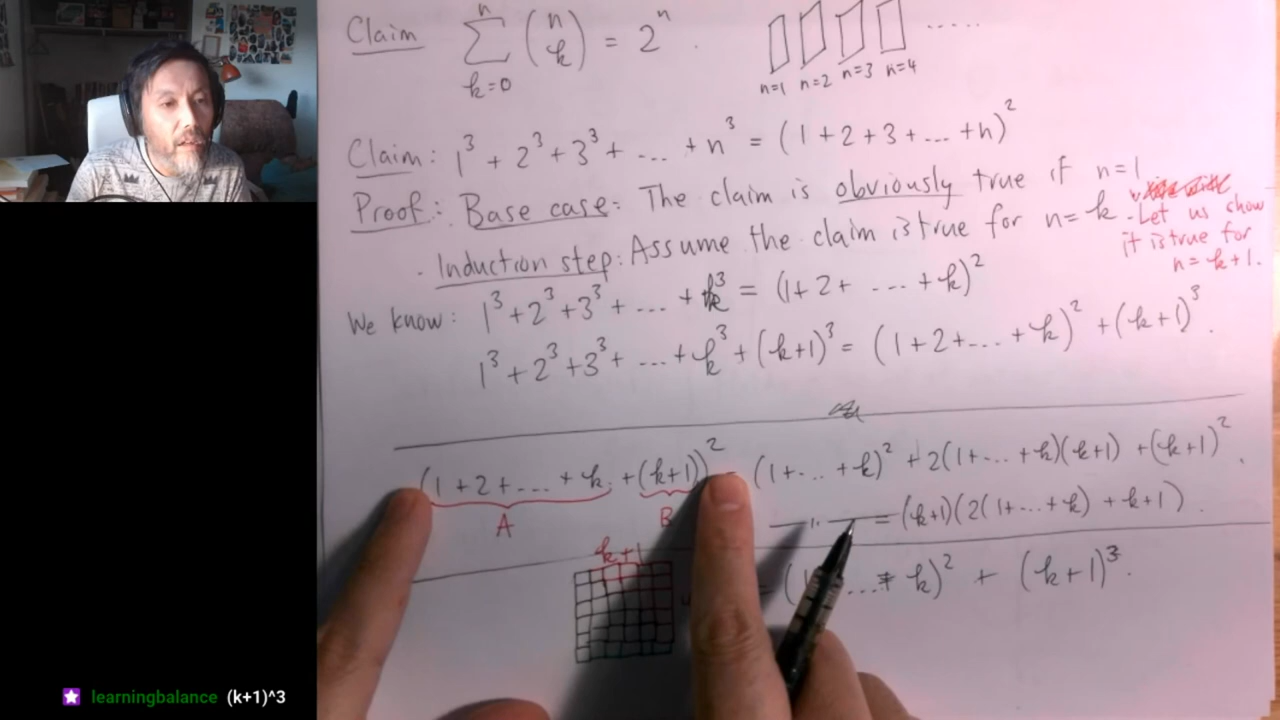 Claim \sum_{k=0}^{n} \binom{n}{k} = 2^n .
n=1 n=2 n=3 n=4 .....
Claim: 1^3 + 2^3 + 3^3 + ... + n^3 = (1+2+3+...+n)^2
Proof: Base case: The claim is obviously true if n=1
. Induction step: Assume the claim is true for n=k. Let us show
it is true for
n=k+1.
We know: 1^3 + 2^3 + 3^3 + ... + k^3 = (1+2+ ... +k)^2
1^3 + 2^3 + 3^3 + ... + k^3 + (k+1)^3 = (1+2+...+k)^2 + (k+1)^3.
(1+2+...+k+(k+1))^2 (1+...+k)^2 + 2(1+...+k)(k+1) + (k+1)^2.
A B
—"— = (k+1)(2(1+...+k)+k+1).
k+1
= ( ...+k)^2 + (k+1)^3.
learningbalance (k+1)^3